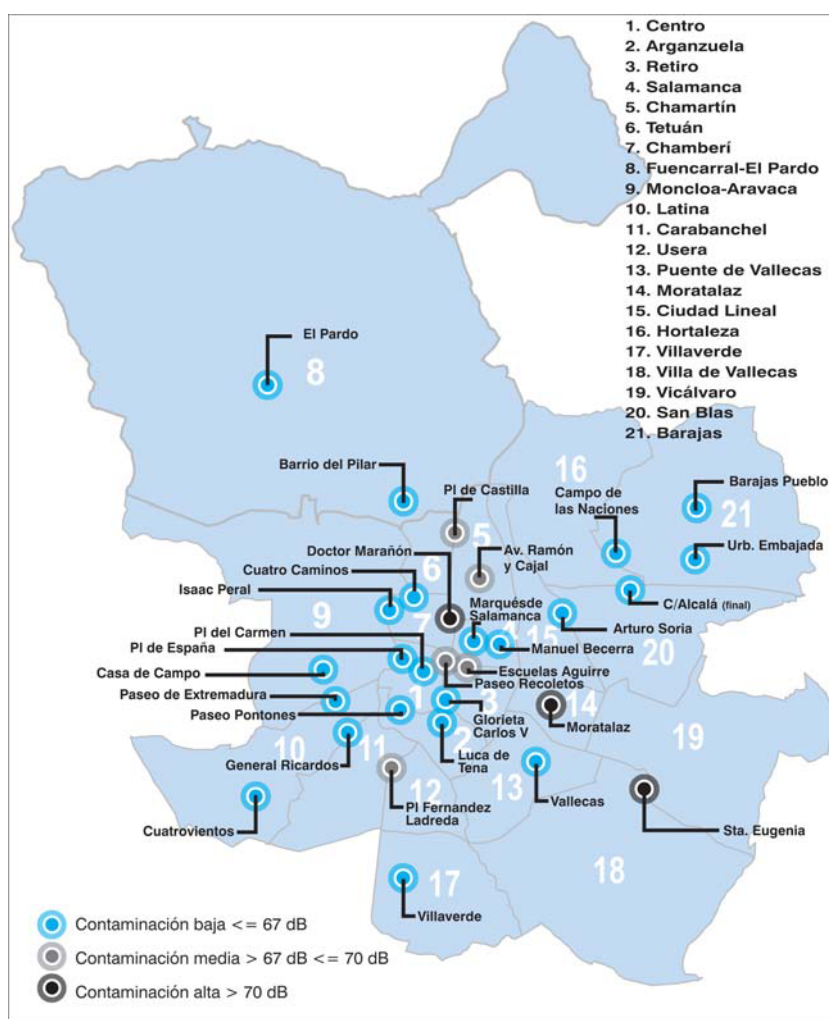 1. Centro
2. Arganzuela
3. Retiro
4. Salamanca
5. Chamartín
6. Tetuán
7. Chamberí
8. Fuencarral-El Pardo
9. Moncloa-Aravaca
10. Latina
11. Carabanchel
12. Usera
13. Puente de Vallecas
14. Moratalaz
15. Ciudad Lineal
16. Hortaleza
17. Villaverde
18. Villa de Vallecas
19. Vicálvaro
20. San Blas
21. Barajas
El Pardo
8
Barrio del Pilar
16
Pl de Castilla
Campo de
las Naciones
Barajas Pueblo
21
5
Doctor Marañón
Av. Ramón
y Cajal
Urb. Embajada
6
Cuatro Caminos
Isaac Peral
Marquésde
Salamanca
C/Alcalá (final)
9
7
Pl del Carmen
4
15
Arturo Soria
Pl de España
Manuel Becerra
20
Casa de Campo
Escuelas Aguirre
Paseo Recoletos
Paseo de Extremadura
1
3
14
Paseo Pontones
Glorieta
Carlos V
Moratalaz
19
10
11
2
General Ricardos
Luca de
Tena
12
13
Pl Fernandez
Ladreda
Vallecas
Cuatrovientos
Sta. Eugenia
17
18
Villaverde
Contaminación baja <= 67 dB
Contaminación media > 67 dB <= 70 dB
Contaminación alta > 70 dB